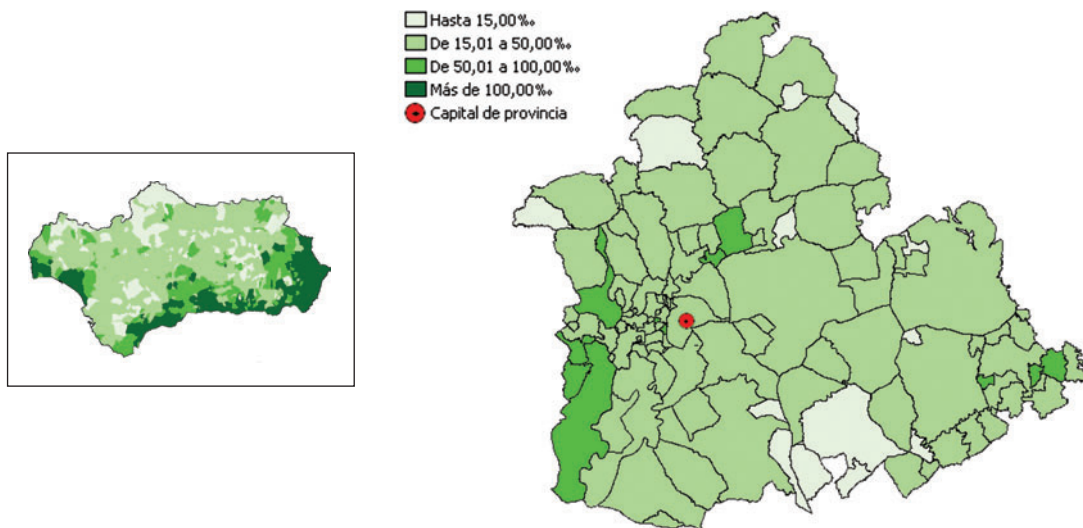 Hasta 15,00‰
De 15,01 a 50,00‰
De 50,01 a 100,00‰
Más de 100,00‰
Capital de provincia